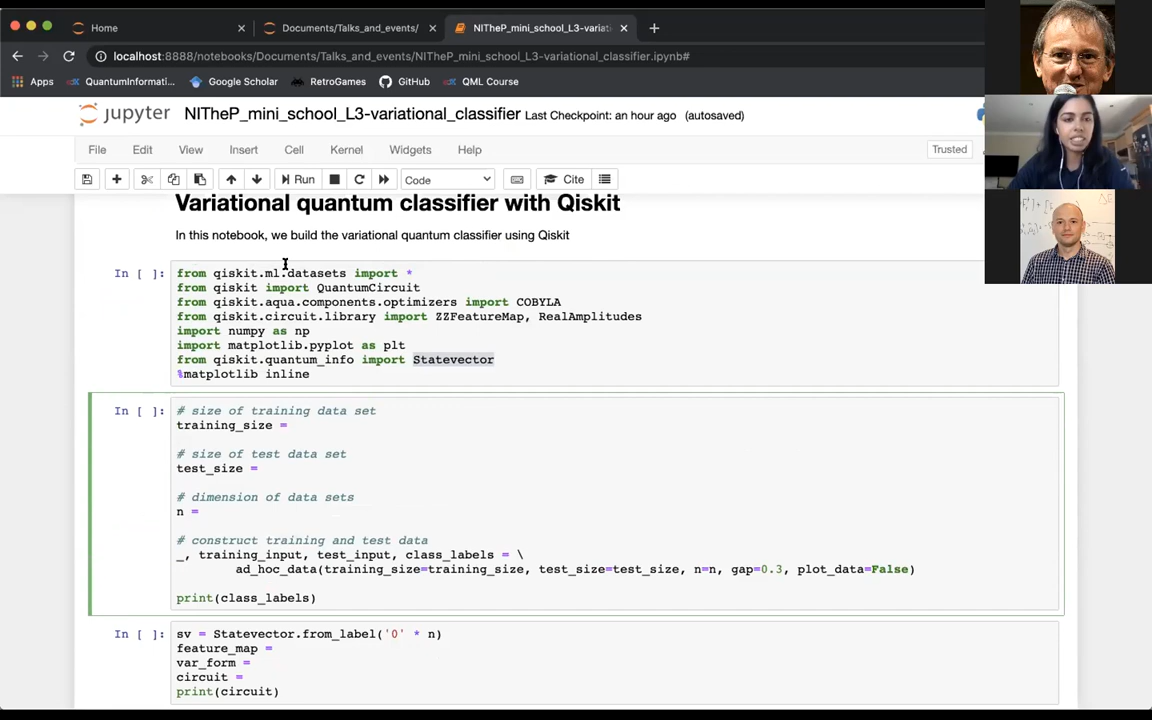 Home
Documents/Talks_and_events/
NITheP_mini_school_L3-variati
localhost:8888/notebooks/Documents/Talks_and_events/NITheP_mini_school_L3-variational_classifier.ipynb#
Apps
QuantumInformati...
Google Scholar
RetroGames
GitHub
QML Course
jupyter NITheP_mini_school_L3-variational_classifier Last Checkpoint: an hour ago (autosaved)
File Edit View Insert Cell Kernel Widgets Help
Trusted
Run
Code
Cite
Variational quantum classifier with Qiskit
In this notebook, we build the variational quantum classifier using Qiskit
In [ ]: from qiskit.ml.datasets import *
from qiskit import QuantumCircuit
from qiskit.aqua.components.optimizers import COBYLA
from qiskit.circuit.library import ZZFeatureMap, RealAmplitudes
import numpy as np
import matplotlib.pyplot as plt
from qiskit.quantum_info import Statevector
%matplotlib inline
In [ ]: # size of training data set
training_size =
# size of test data set
test_size =
# dimension of data sets
n =
# construct training and test data
_, training_input, test_input, class_labels = \
ad_hoc_data(training_size=training_size, test_size=test_size, n=n, gap=0.3, plot_data=False)
print(class_labels)
In [ ]: sv = Statevector.from_label('0' * n)
feature_map =
var_form =
circuit =
print(circuit)